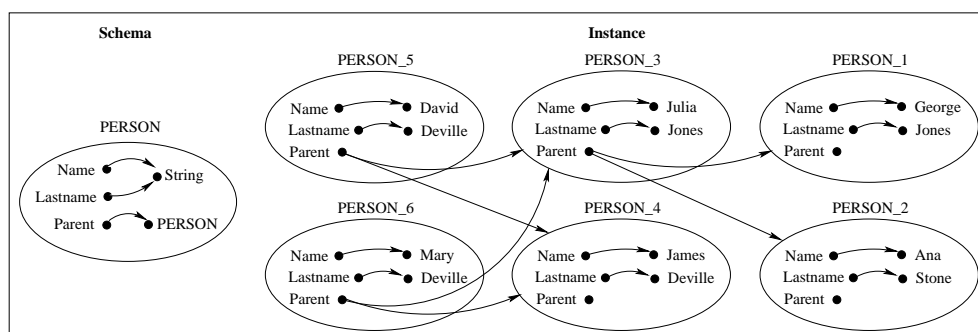 Schema
Instance
PERSON
Name
String
Lastname
Parent
PERSON
PERSON_5
Name
David
Lastname
Deville
Parent
PERSON_3
Name
Julia
Lastname
Jones
Parent
PERSON_1
Name
George
Lastname
Jones
Parent
PERSON_6
Name
Mary
Lastname
Deville
Parent
PERSON_4
Name
James
Lastname
Deville
Parent
PERSON_2
Name
Ana
Lastname
Stone
Parent